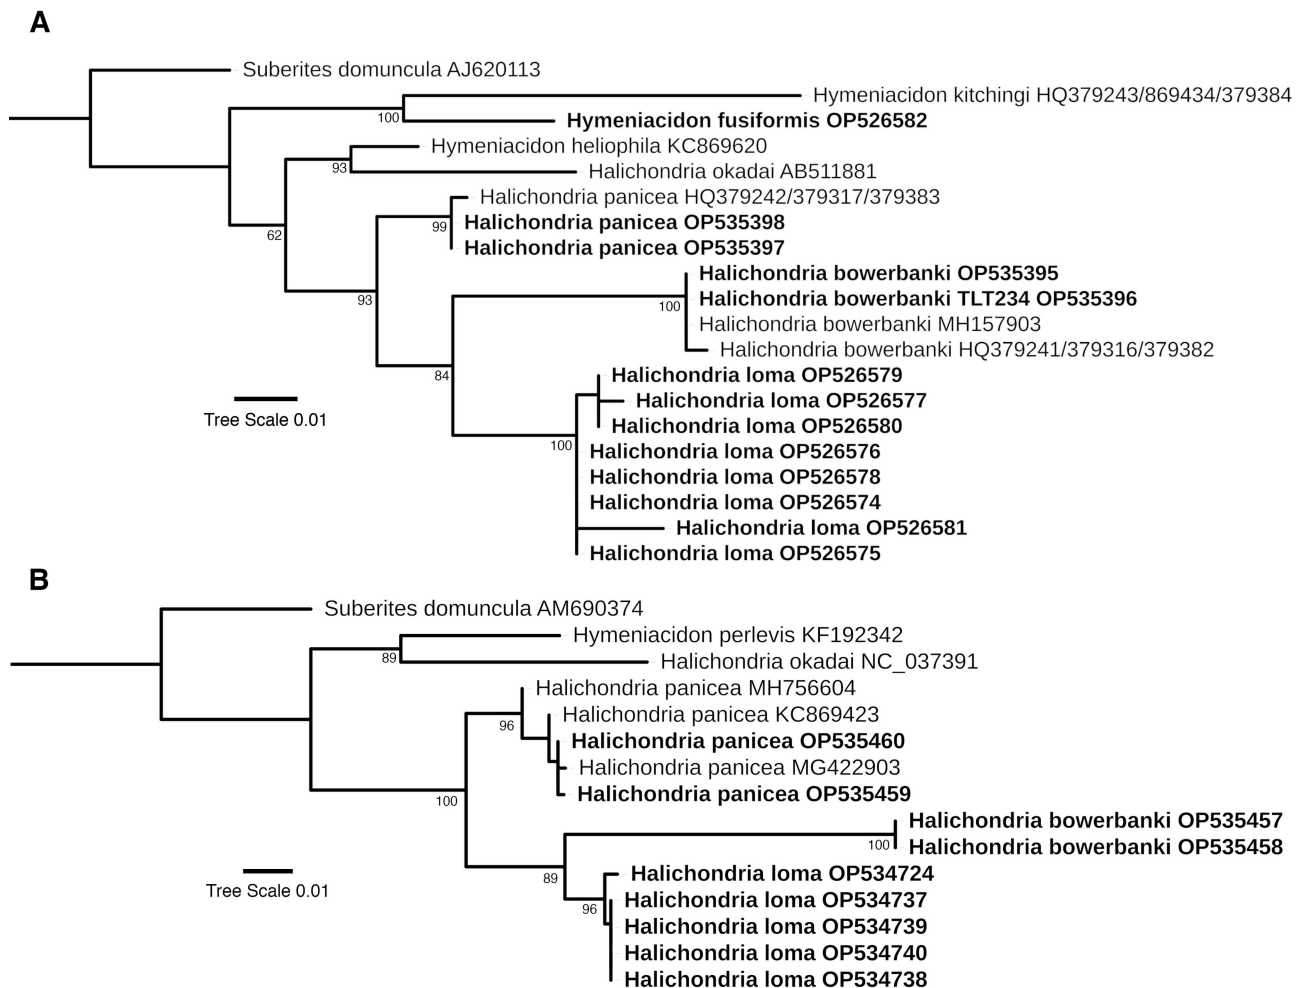 A
Suberites domuncula AJ620113
Hymeniacidon kitchingi HQ379243/869434/379384
100
Hymeniacidon fusiformis OP526582
Hymeniacidon heliophila KC869620
93
Halichondria okadai AB511881
Halichondria panicea HQ379242/379317/379383
99
Halichondria panicea OP535398
62
Halichondria panicea OP535397
Halichondria bowerbanki OP535395
93
100
Halichondria bowerbanki TLT234 OP535396
Halichondria bowerbanki MH157903
Halichondria bowerbanki HQ379241/379316/379382
84
Halichondria loma OP526579
Halichondria loma OP526577
Tree Scale 0.01
Halichondria loma OP526580
100
Halichondria loma OP526576
Halichondria loma OP526578
Halichondria loma OP526574
Halichondria loma OP526581
Halichondria loma OP526575
B
Suberites domuncula AM690374
Hymeniacidon perlevis KF192342
89
Halichondria okadai NC_037391
Halichondria panicea MH756604
96
Halichondria panicea KC869423
Halichondria panicea OP535460
Halichondria panicea MG422903
100
Halichondria panicea OP535459
Halichondria bowerbanki OP535457
100
Halichondria bowerbanki OP535458
89
Halichondria loma OP534724
Tree Scale 0.01
96
Halichondria loma OP534737
Halichondria loma OP534739
Halichondria loma OP534740
Halichondria loma OP534738